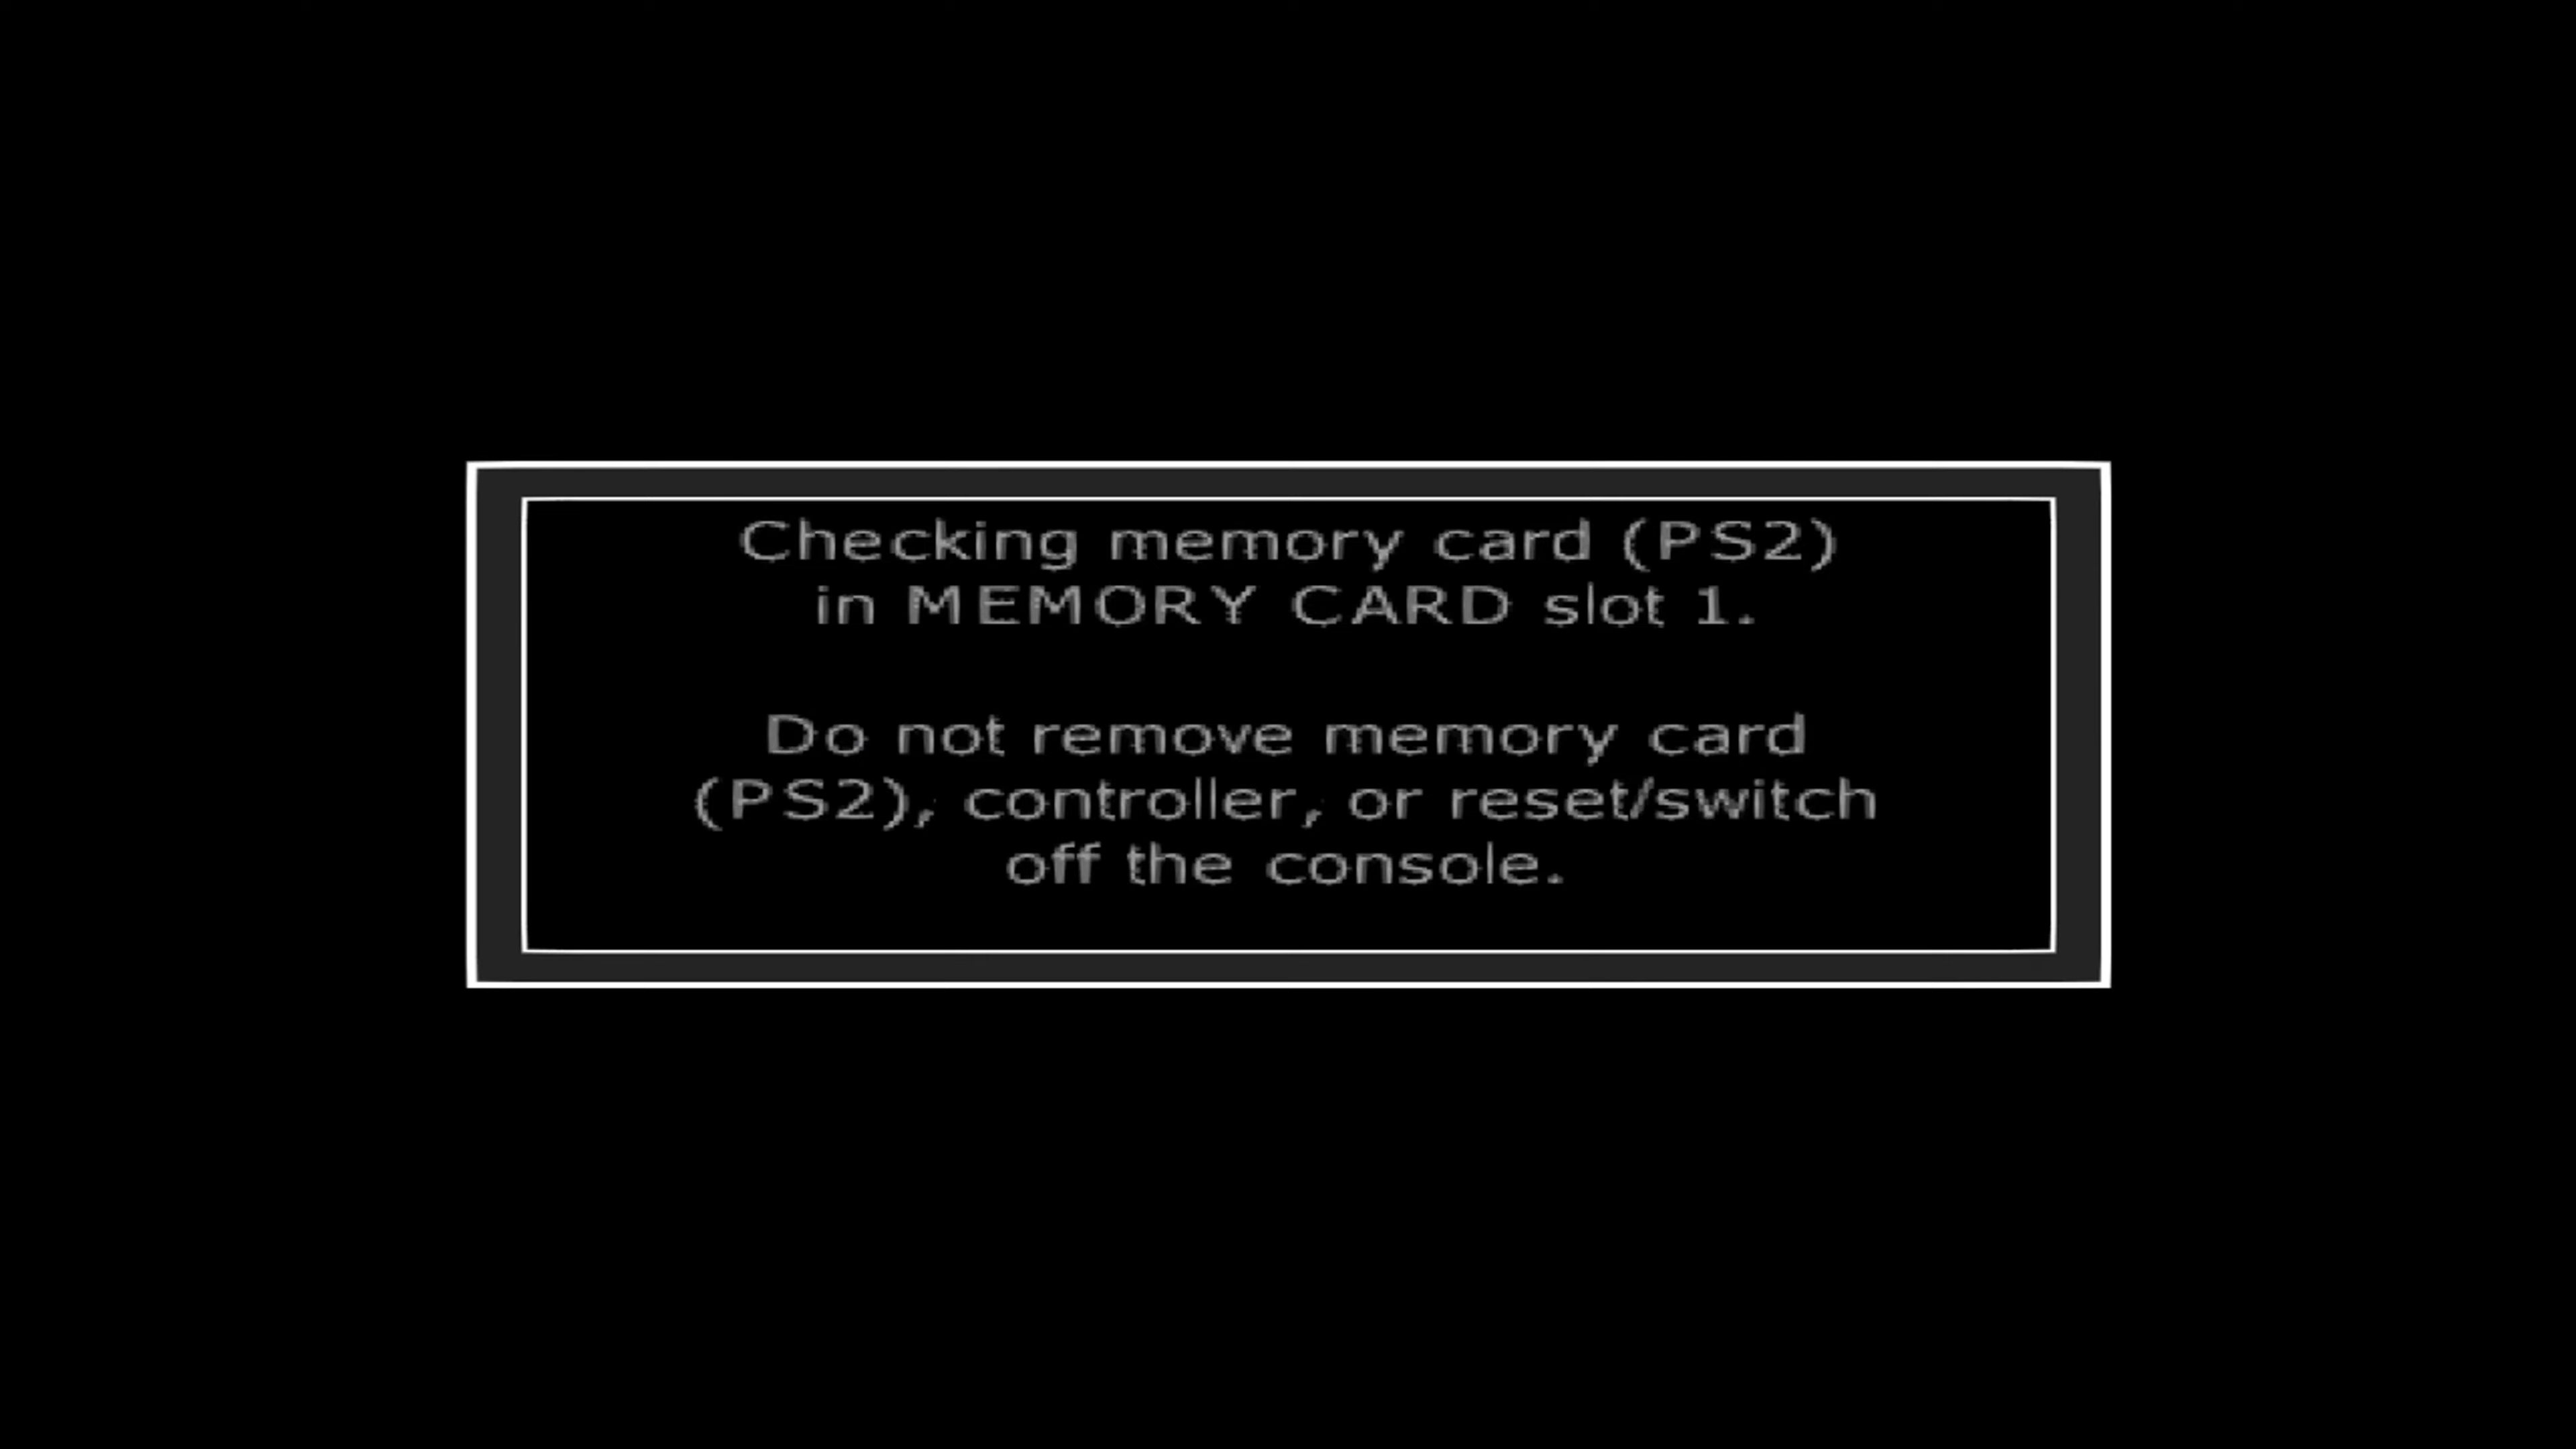 Checking memory card (PS2)
in MEMORY CARD slot 1.
Do not remove memory card
(PS2), controller, or reset/switch
off the console.